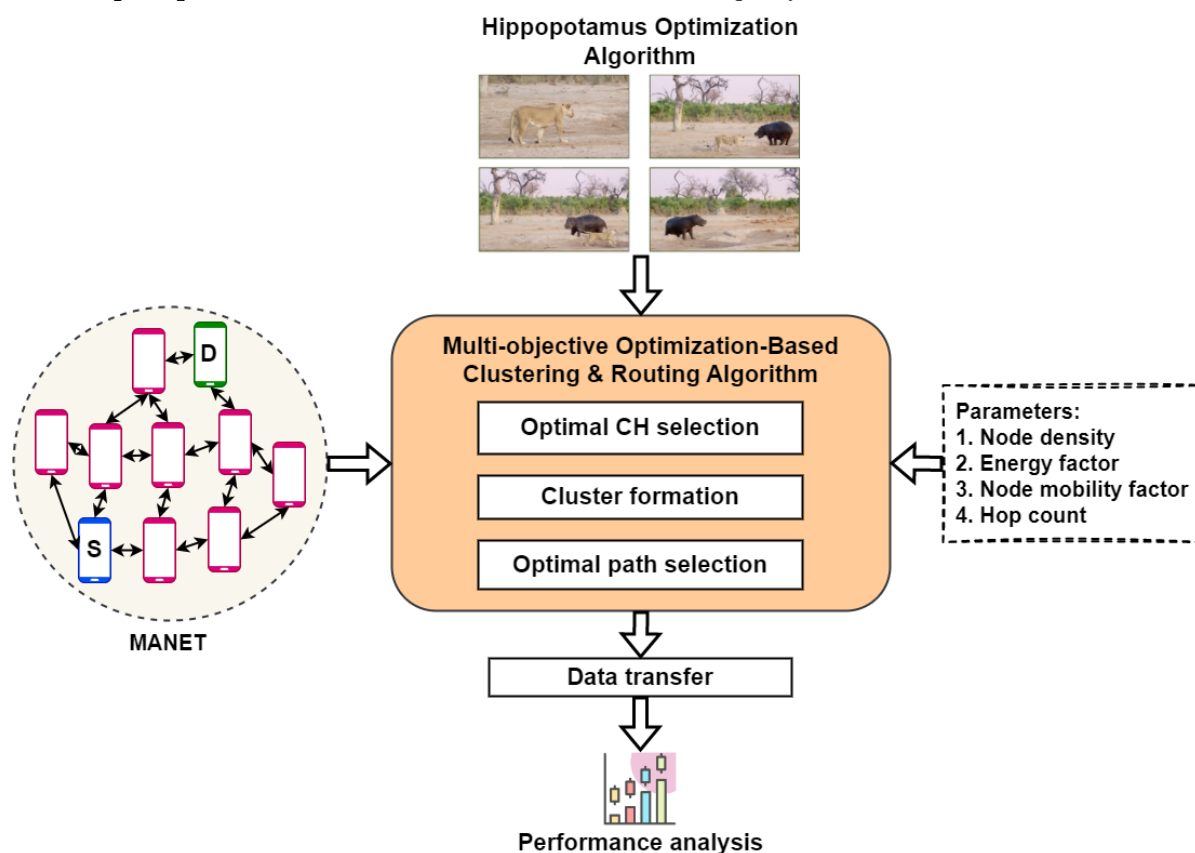 Hippopotamus Optimization
Algorithm
Multi-objective Optimization-Based
Clustering & Routing Algorithm
Optimal CH selection
Cluster formation
Optimal path selection
D
S
MANET
Parameters:
1. Node density
2. Energy factor
3. Node mobility factor
4. Hop count
Data transfer
Performance analysis